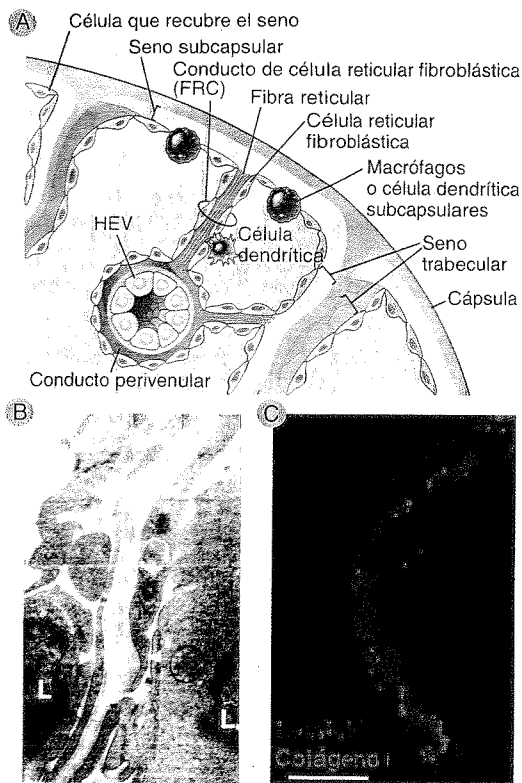 A
Célula que recubre el seno
Seno subcapsular
Conducto de célula reticular fibroblástica
(FRC)
Fibra reticular
Célula reticular
fibroblástica
Macrófagos
o célula dendrítica
subcapsulares
HEV
Célula
dendrítica
Seno
trabecular
Cápsula
Conducto perivenular
B
C
L
L
Colágeno I